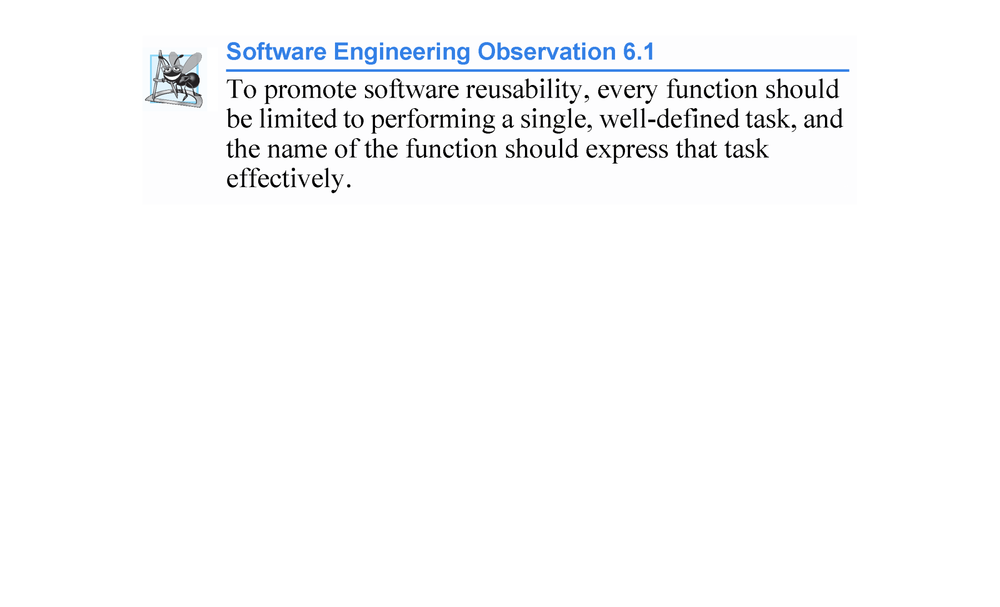 Software Engineering Observation 6.1
To promote software reusability, every function should
be limited to performing a single, well-defined task, and
the name of the function should express that task
effectively.